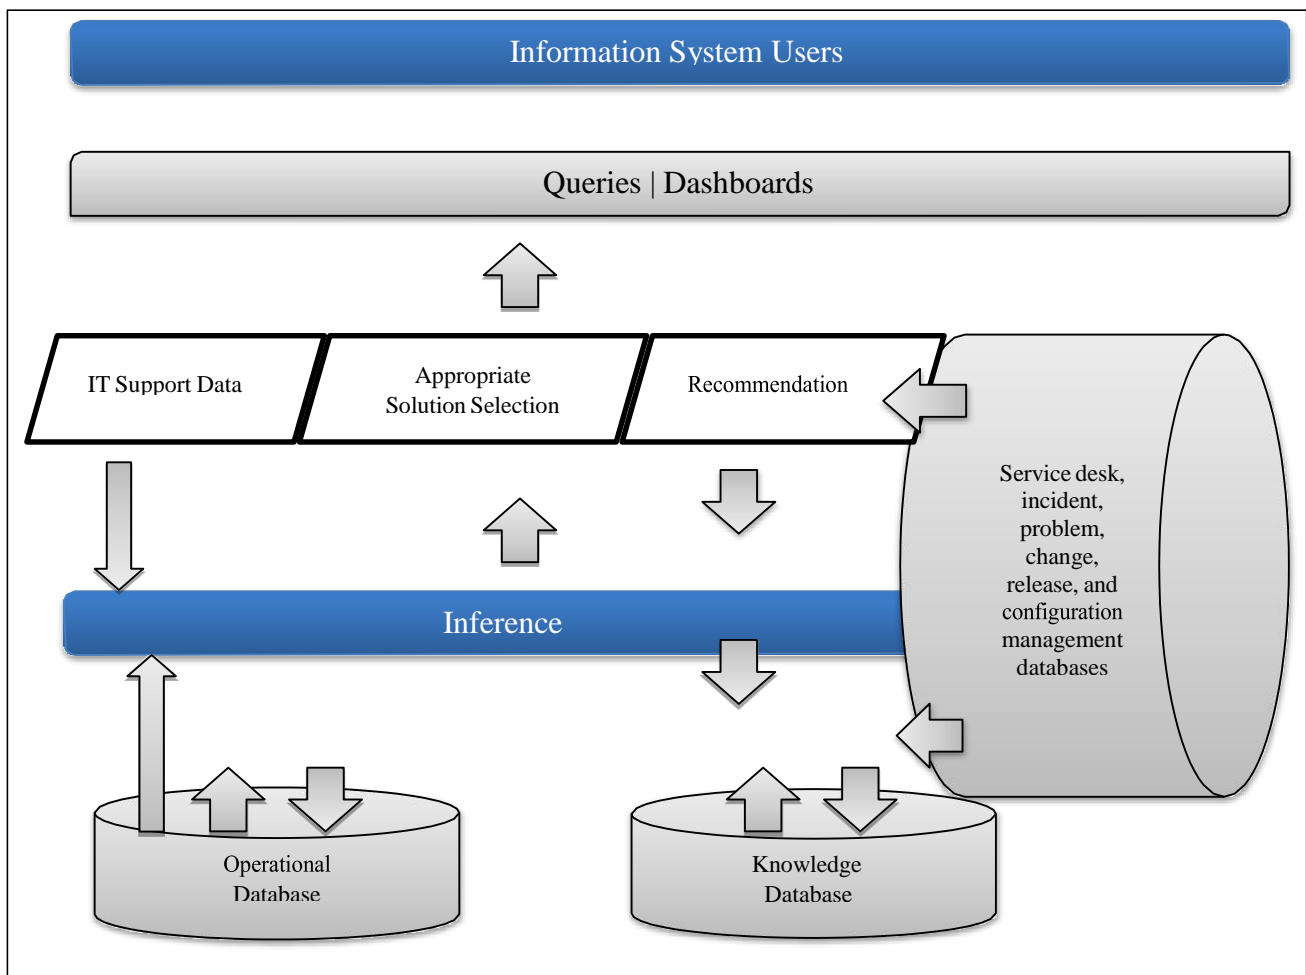 Information System Users
Queries | Dashboards
IT Support Data
Appropriate
Solution Selection
Recommendation
Service desk,
incident,
problem,
change,
release, and
configuration
management
databases
Inference
Operational
Database
Knowledge
Database